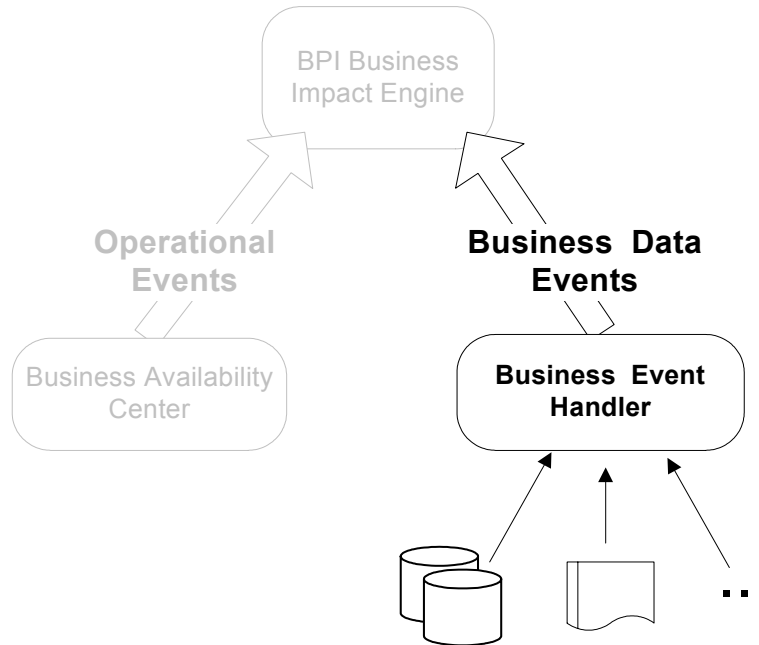 BPI Business
Impact Engine
Operational
Events
Business Data
Events
Business Availability
Center
Business Event
Handler
..